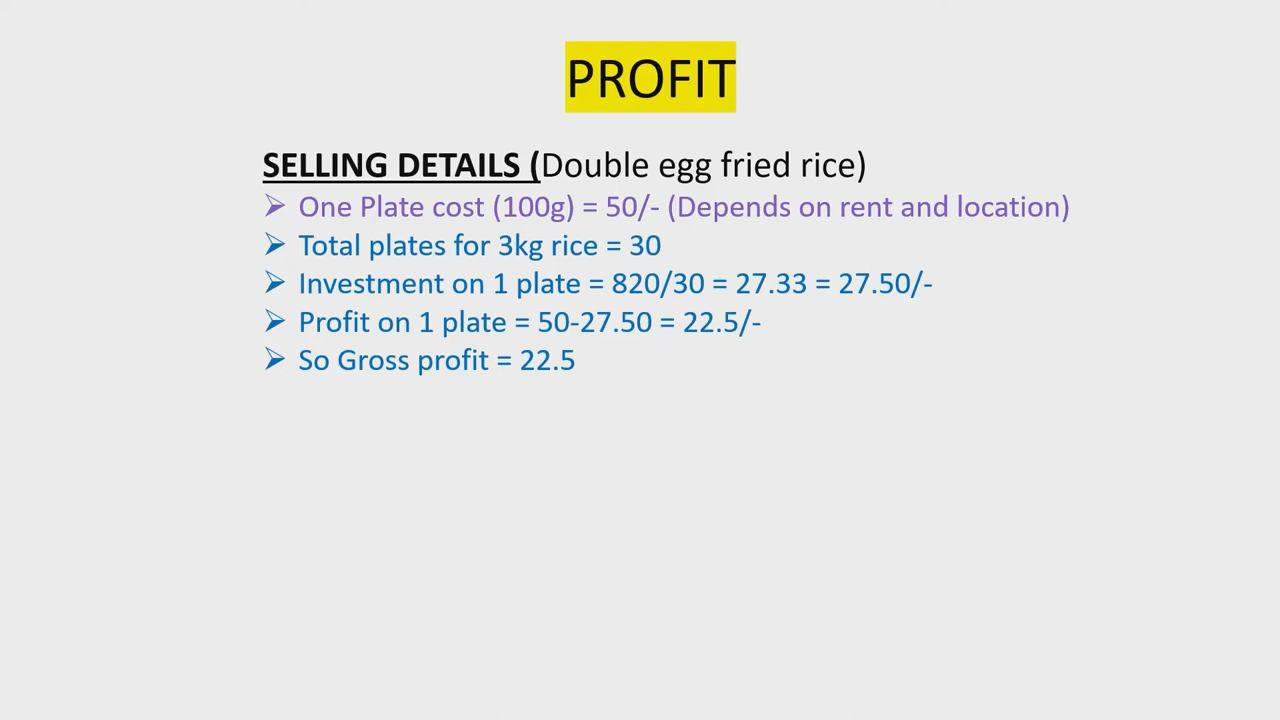 PROFIT
SELLING DETAILS (Double egg fried rice)
➢ One Plate cost (100g) = 50/- (Depends on rent and location)
➢ Total plates for 3kg rice = 30
➢ Investment on 1 plate = 820/30 = 27.33 = 27.50/-
➢ Profit on 1 plate = 50-27.50 = 22.5/-
➢ So Gross profit = 22.5